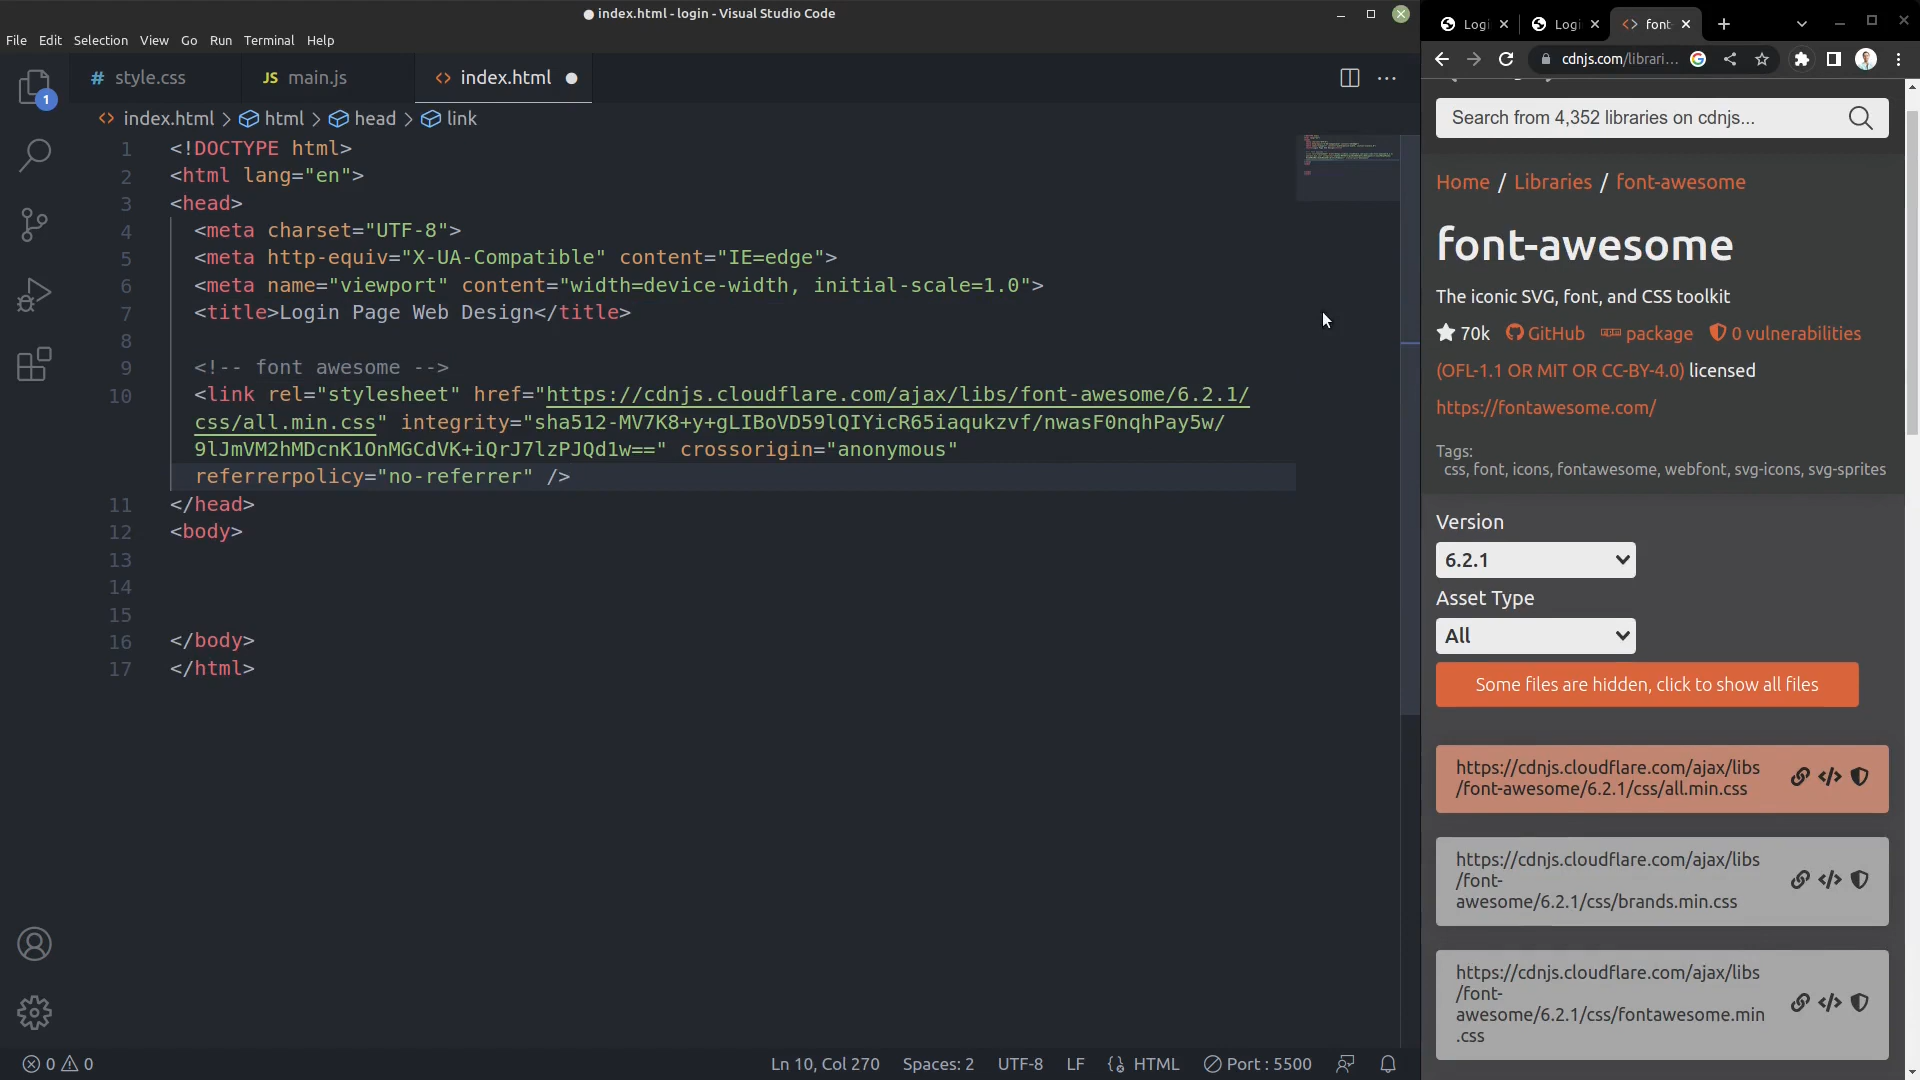 index.html - login - Visual Studio Code
File Edit Selection View Go Run Terminal Help
1
# style.css
JS main.js
<> index.html
<> index.html > html > head > link
1 <!DOCTYPE html>
2 <html lang="en">
3 <head>
4 <meta charset="UTF-8">
5 <meta http-equiv="X-UA-Compatible" content="IE=edge">
6 <meta name="viewport" content="width=device-width, initial-scale=1.0">
7 <title>Login Page Web Design</title>
8
9 <!-- font awesome -->
10 <link rel="stylesheet" href="https://cdnjs.cloudflare.com/ajax/libs/font-awesome/6.2.1/
css/all.min.css" integrity="sha512-MV7K8+y+gLIBoVD59lQIYicR65iaqukzvf/nwasF0nqhPay5w/
9lJmVM2hMDcnK1OnMGCdVK+iQrJ7lzPJQd1w==" crossorigin="anonymous"
referrerpolicy="no-referrer" />
11 </head>
12 <body>
13
14
15
16 </body>
17 </html>
0 0
Ln 10, Col 270 Spaces: 2 UTF-8 LF HTML Port : 5500
Logi
Logi
<> font
cdnjs.com/librari...
Search from 4,352 libraries on cdnjs...
Home / Libraries / font-awesome
font-awesome
The iconic SVG, font, and CSS toolkit
70k GitHub package 0 vulnerabilities
(OFL-1.1 OR MIT OR CC-BY-4.0) licensed
https://fontawesome.com/
Tags:
css, font, icons, fontawesome, webfont, svg-icons, svg-sprites
Version
6.2.1
Asset Type
All
Some files are hidden, click to show all files
https://cdnjs.cloudflare.com/ajax/libs
/font-awesome/6.2.1/css/all.min.css
https://cdnjs.cloudflare.com/ajax/libs
/font-
awesome/6.2.1/css/brands.min.css
https://cdnjs.cloudflare.com/ajax/libs
/font-
awesome/6.2.1/css/fontawesome.min
.css